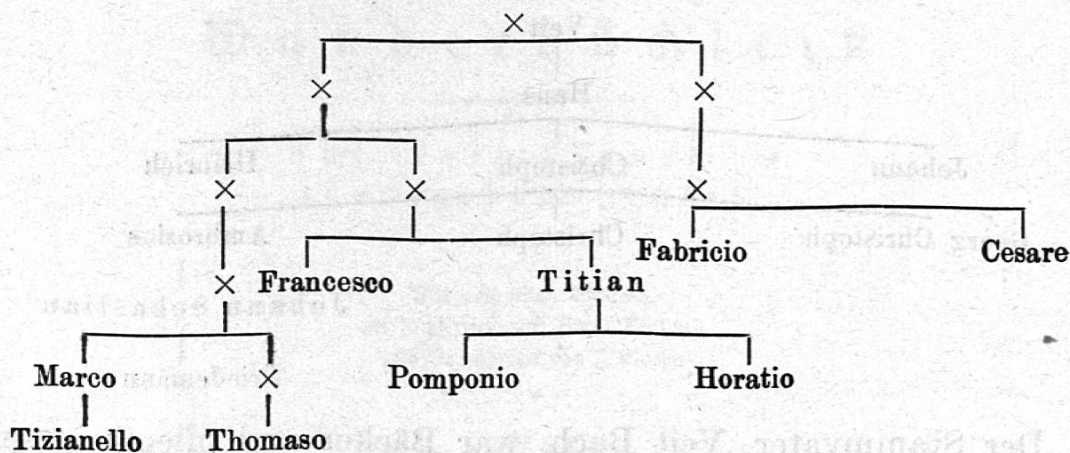 Fabricio Cesare
Francesco Titian
Marco Pomponio Horatio
Tizianello Thomaso